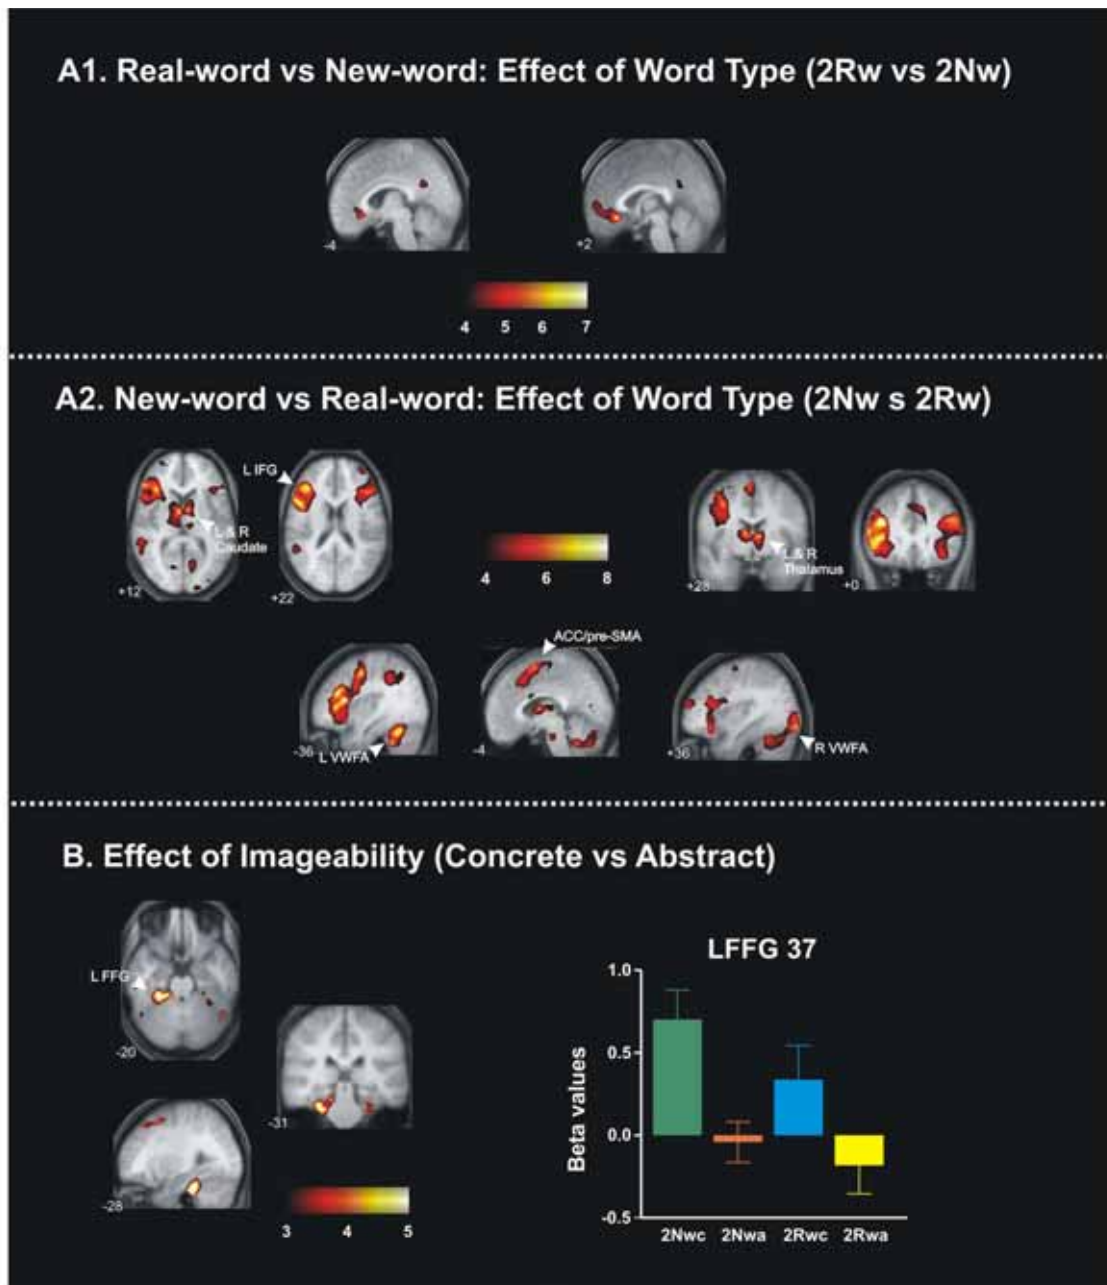 A1. Real-word vs New-word: Effect of Word Type (2Rw vs 2Nw)
-4
+2
4 5 6 7
A2. New-word vs Real-word: Effect of Word Type (2Nw s 2Rw)
L IFG
L & R
Caudate
+12
+22
4 6 8
L & R
Thalamus
+28
+0
ACC/pre-SMA
-36
L VWFA
-4
+36
R VWFA
B. Effect of Imageability (Concrete vs Abstract)
L FFG
-20
-31
-28
3 4 5
LFFG 37
Beta values
1.0
0.5
0.0
-0.5
2Nwc 2Nwa 2Rwc 2Rwa